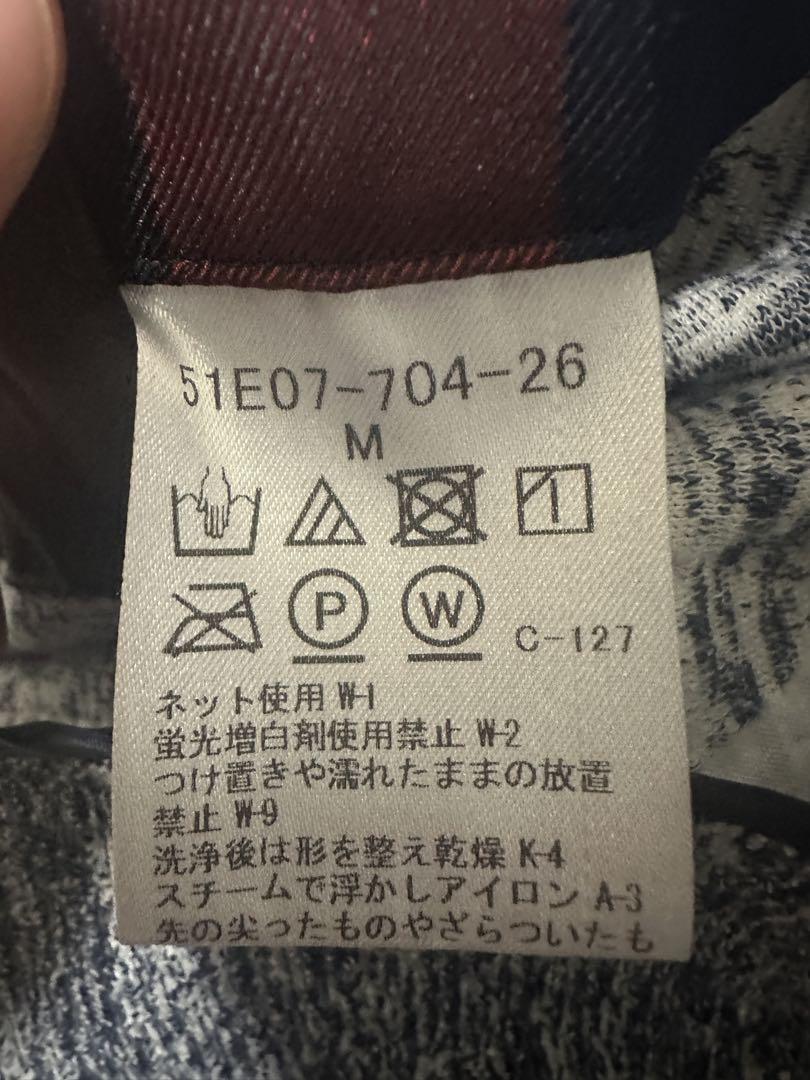 51E07-704-26
M
P W C-127
ネット使用 W-1
蛍光増白剤使用禁止 W-2
つけ置きや濡れたままの放置
禁止 W-9
洗浄後は形を整え乾燥 K-4
スチームで浮かしアイロン A-3
先の尖ったものやざらついたも